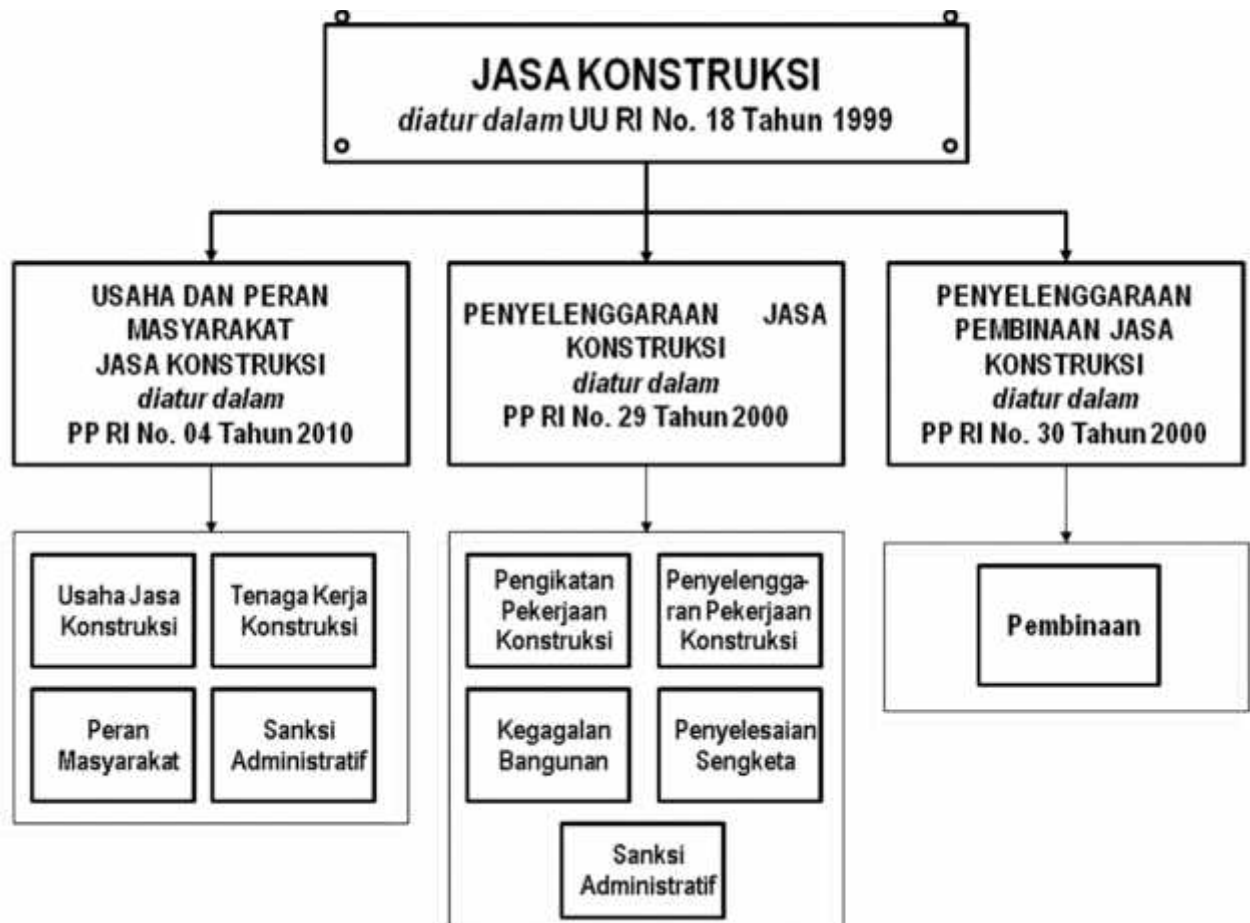 JASA KONSTRUKSI
diatur dalam UU RI No. 18 Tahun 1999
USAHA DAN PERAN
MASYARAKAT
JASA KONSTRUKSI
diatur dalam
PP RI No. 04 Tahun 2010
PENYELENGGARAAN JASA
KONSTRUKSI
diatur dalam
PP RI No. 29 Tahun 2000
PENYELENGGARAAN
PEMBINAAN JASA
KONSTRUKSI
diatur dalam
PP RI No. 30 Tahun 2000
Usaha Jasa
Konstruksi
Tenaga Kerja
Konstruksi
Peran
Masyarakat
Sanksi
Administratif
Pengikatan
Pekerjaan
Konstruksi
Penyelengga-
ran Pekerjaan
Konstruksi
Kegagalan
Bangunan
Penyelesaian
Sengketa
Sanksi
Administratif
Pembinaan